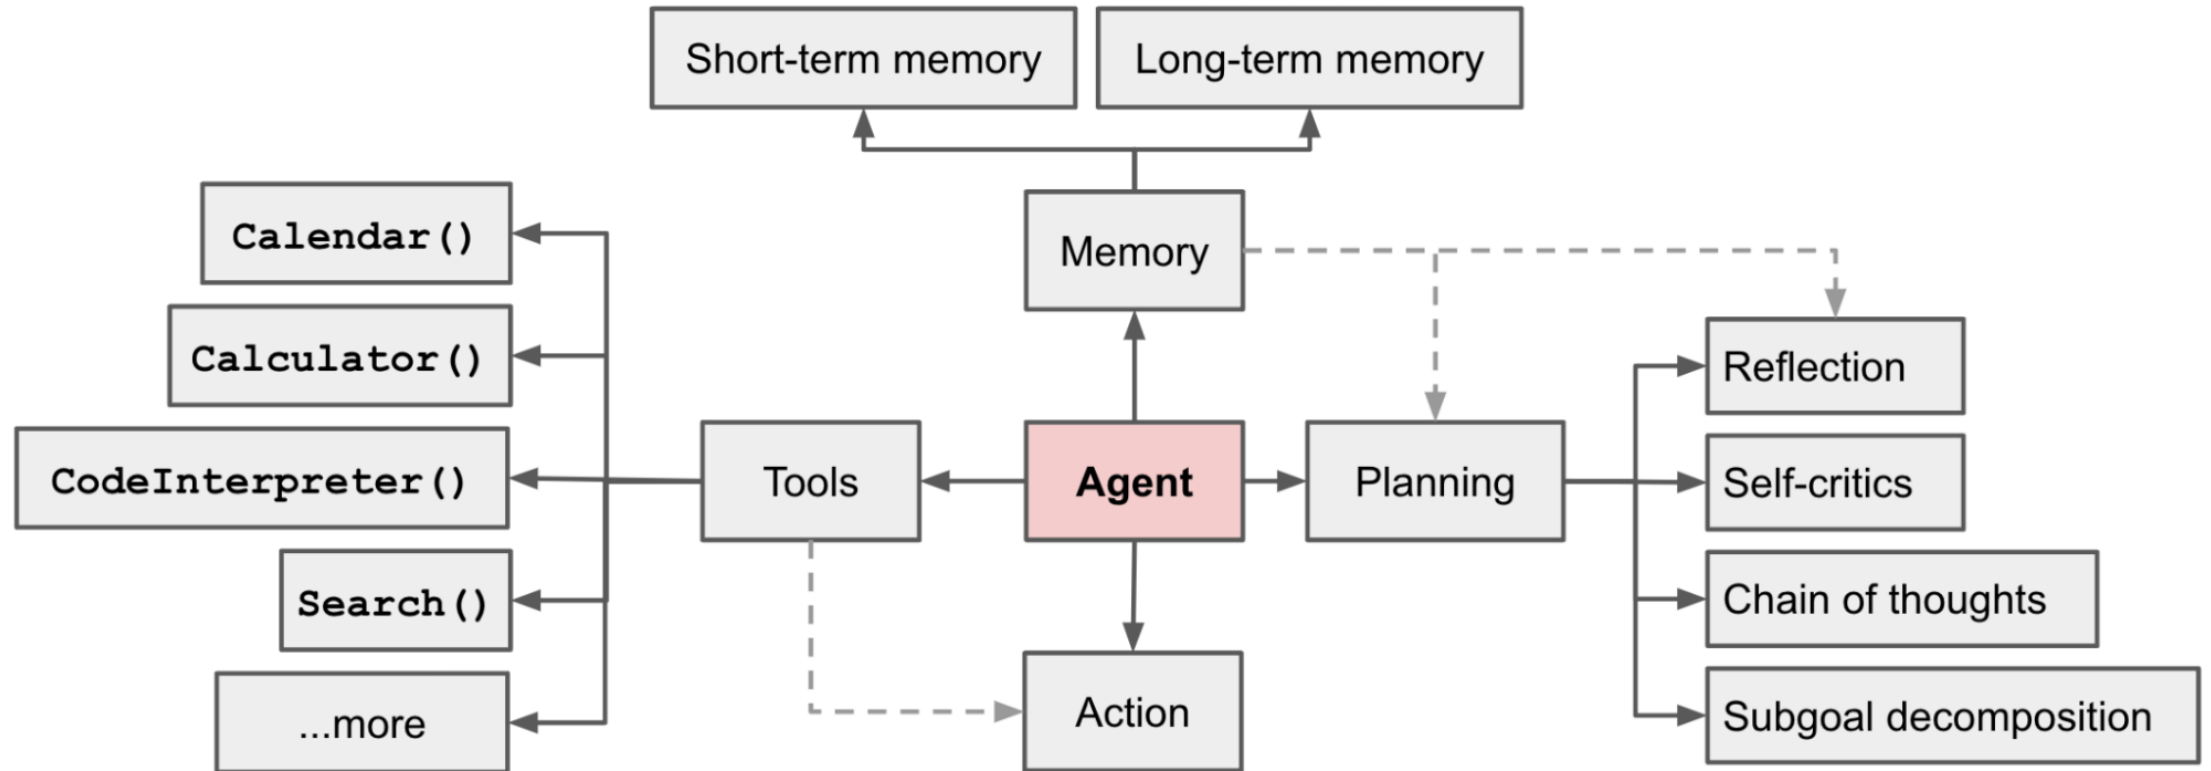 Short-term memory
Long-term memory
Calendar()
Memory
Calculator()
Reflection
CodeInterpreter()
Tools
Agent
Planning
Self-critics
Search()
Chain of thoughts
...more
Action
Subgoal decomposition